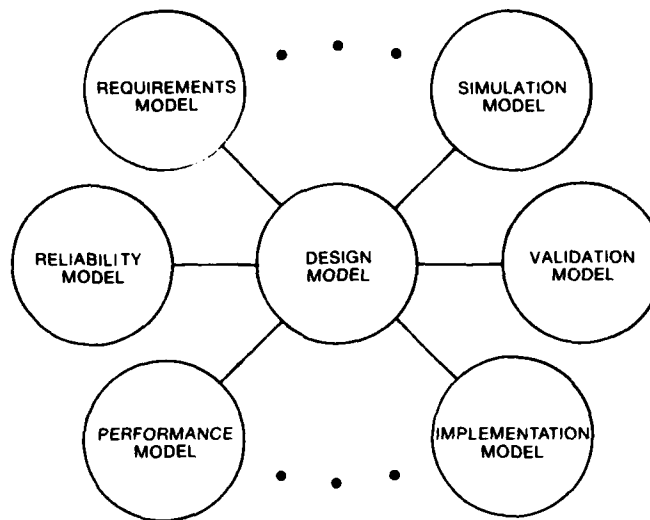 REQUIREMENTS
MODEL
SIMULATION
MODEL
RELIABILITY
MODEL
DESIGN
MODEL
VALIDATION
MODEL
PERFORMANCE
MODEL
IMPLEMENTATION
MODEL